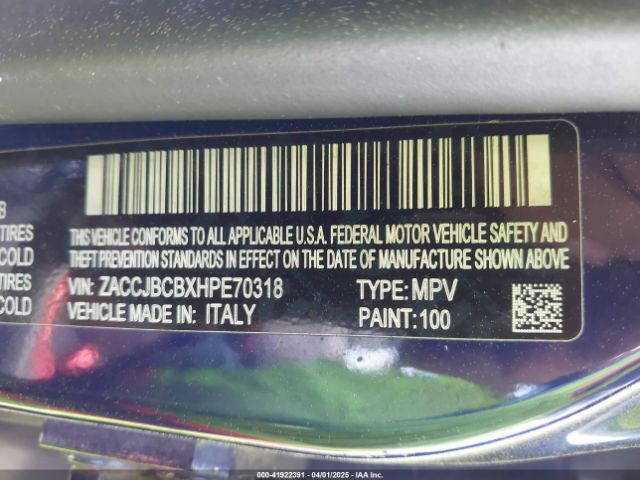 B
TIRES
COLD
TIRES
COLD
THIS VEHICLE CONFORMS TO ALL APPLICABLE U.S.A. FEDERAL MOTOR VEHICLE SAFETY AND
THEFT PREVENTION STANDARDS IN EFFECT ON THE DATE OF MANUFACTURE SHOWN ABOVE
VIN: ZACCJBCBXHPE70318 TYPE: MPV
VEHICLE MADE IN: ITALY PAINT: 100
000-41922391 - 04/01/2025 - IAA Inc.